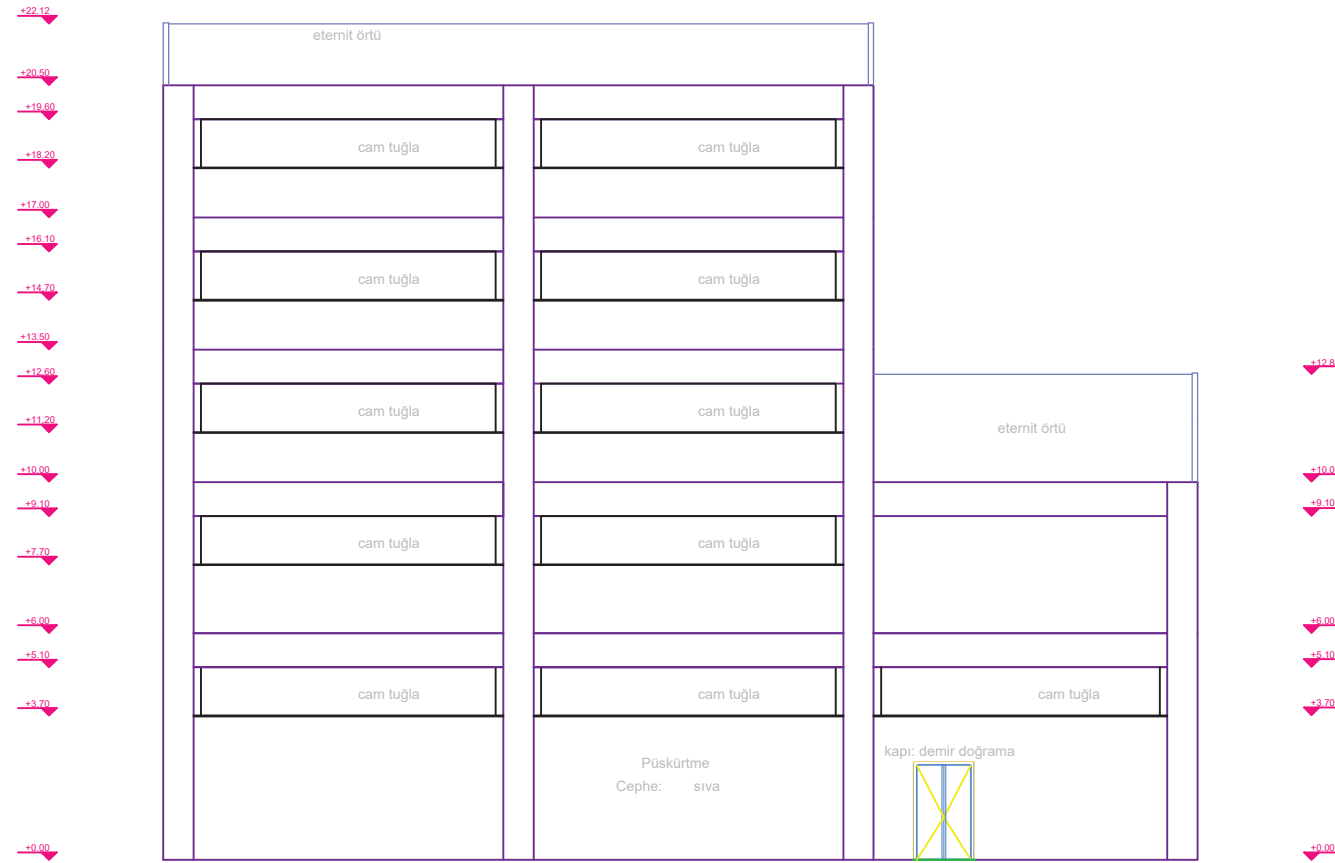 +22.12
eternit örtü
+20.50
+19.60
cam tuğla cam tuğla
+18.20
+17.00
+16.10
cam tuğla cam tuğla
+14.70
+13.50
+12.8
+12.60
cam tuğla cam tuğla
+11.20
eternit örtü
+10.00 +10.0
+9.10 +9.10
cam tuğla cam tuğla
+7.70
+6.00 +6.00
+5.10 +5.10
cam tuğla cam tuğla cam tuğla
+3.70 +3.70
kapı: demir doğrama
Püskürtme
Cephe: sıva
+0.00 +0.00